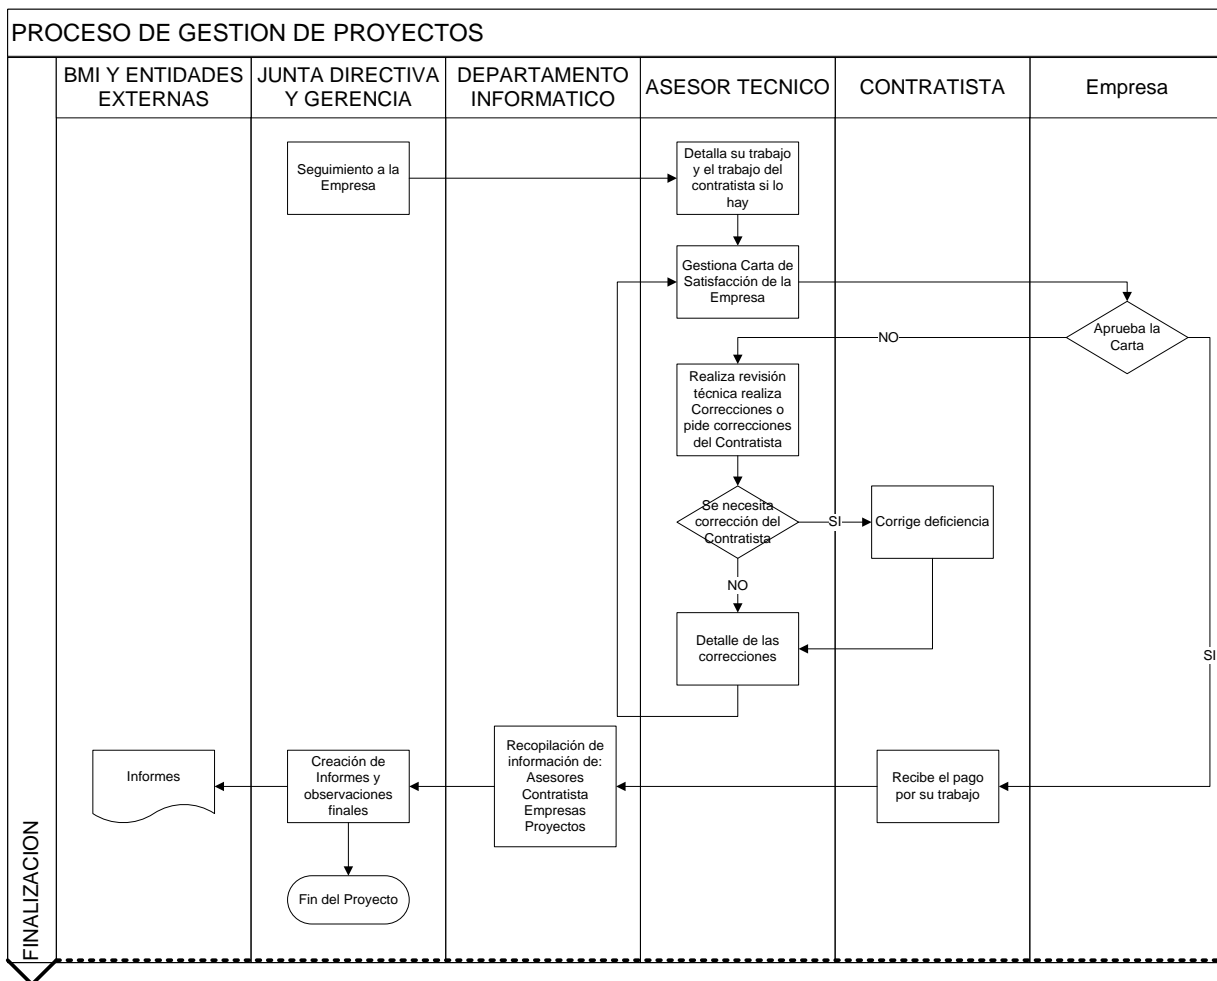 PROCESO DE GESTION DE PROYECTOS
BMI Y ENTIDADES
EXTERNAS
JUNTA DIRECTIVA
Y GERENCIA
DEPARTAMENTO
INFORMATICO
ASESOR TECNICO
CONTRATISTA
Empresa
Seguimiento a la
Empresa
Detalla su trabajo
y el trabajo del
contratista si lo
hay
Gestiona Carta de
Satisfacción de la
Empresa
Aprueba la
Carta
NO
Realiza revisión
técnica realiza
Correcciones o
pide correcciones
del Contratista
Se necesita
corrección del
Contratista
SI
Corrige deficiencia
NO
Detalle de las
correcciones
SI
Informes
Creación de
Informes y
observaciones
finales
Recopilación de
información de:
Asesores
Contratista
Empresas
Proyectos
Recibe el pago
por su trabajo
Fin del Proyecto
FINALIZACION